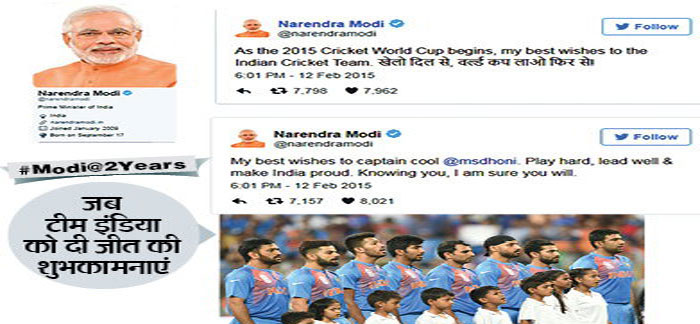 Narendra Modi
@narendramodi
Prime Minister of India
India
narendramodi.in
Joined January 2009
Born on September 17
#Modi@2Years
जब
टीम इंडिया
को दी जीत की
शुभकामनाएं
Narendra Modi
@narendramodi
Follow
As the 2015 Cricket World Cup begins, my best wishes to the
Indian Cricket Team. खेलो दिल से, वर्ल्ड कप लाओ फिर से!
6:01 PM - 12 Feb 2015
7,798 7,962
Narendra Modi
@narendramodi
Follow
My best wishes to captain cool @msdhoni. Play hard, lead well &
make India proud. Knowing you, I am sure you will.
6:01 PM - 12 Feb 2015
7,157 8,021